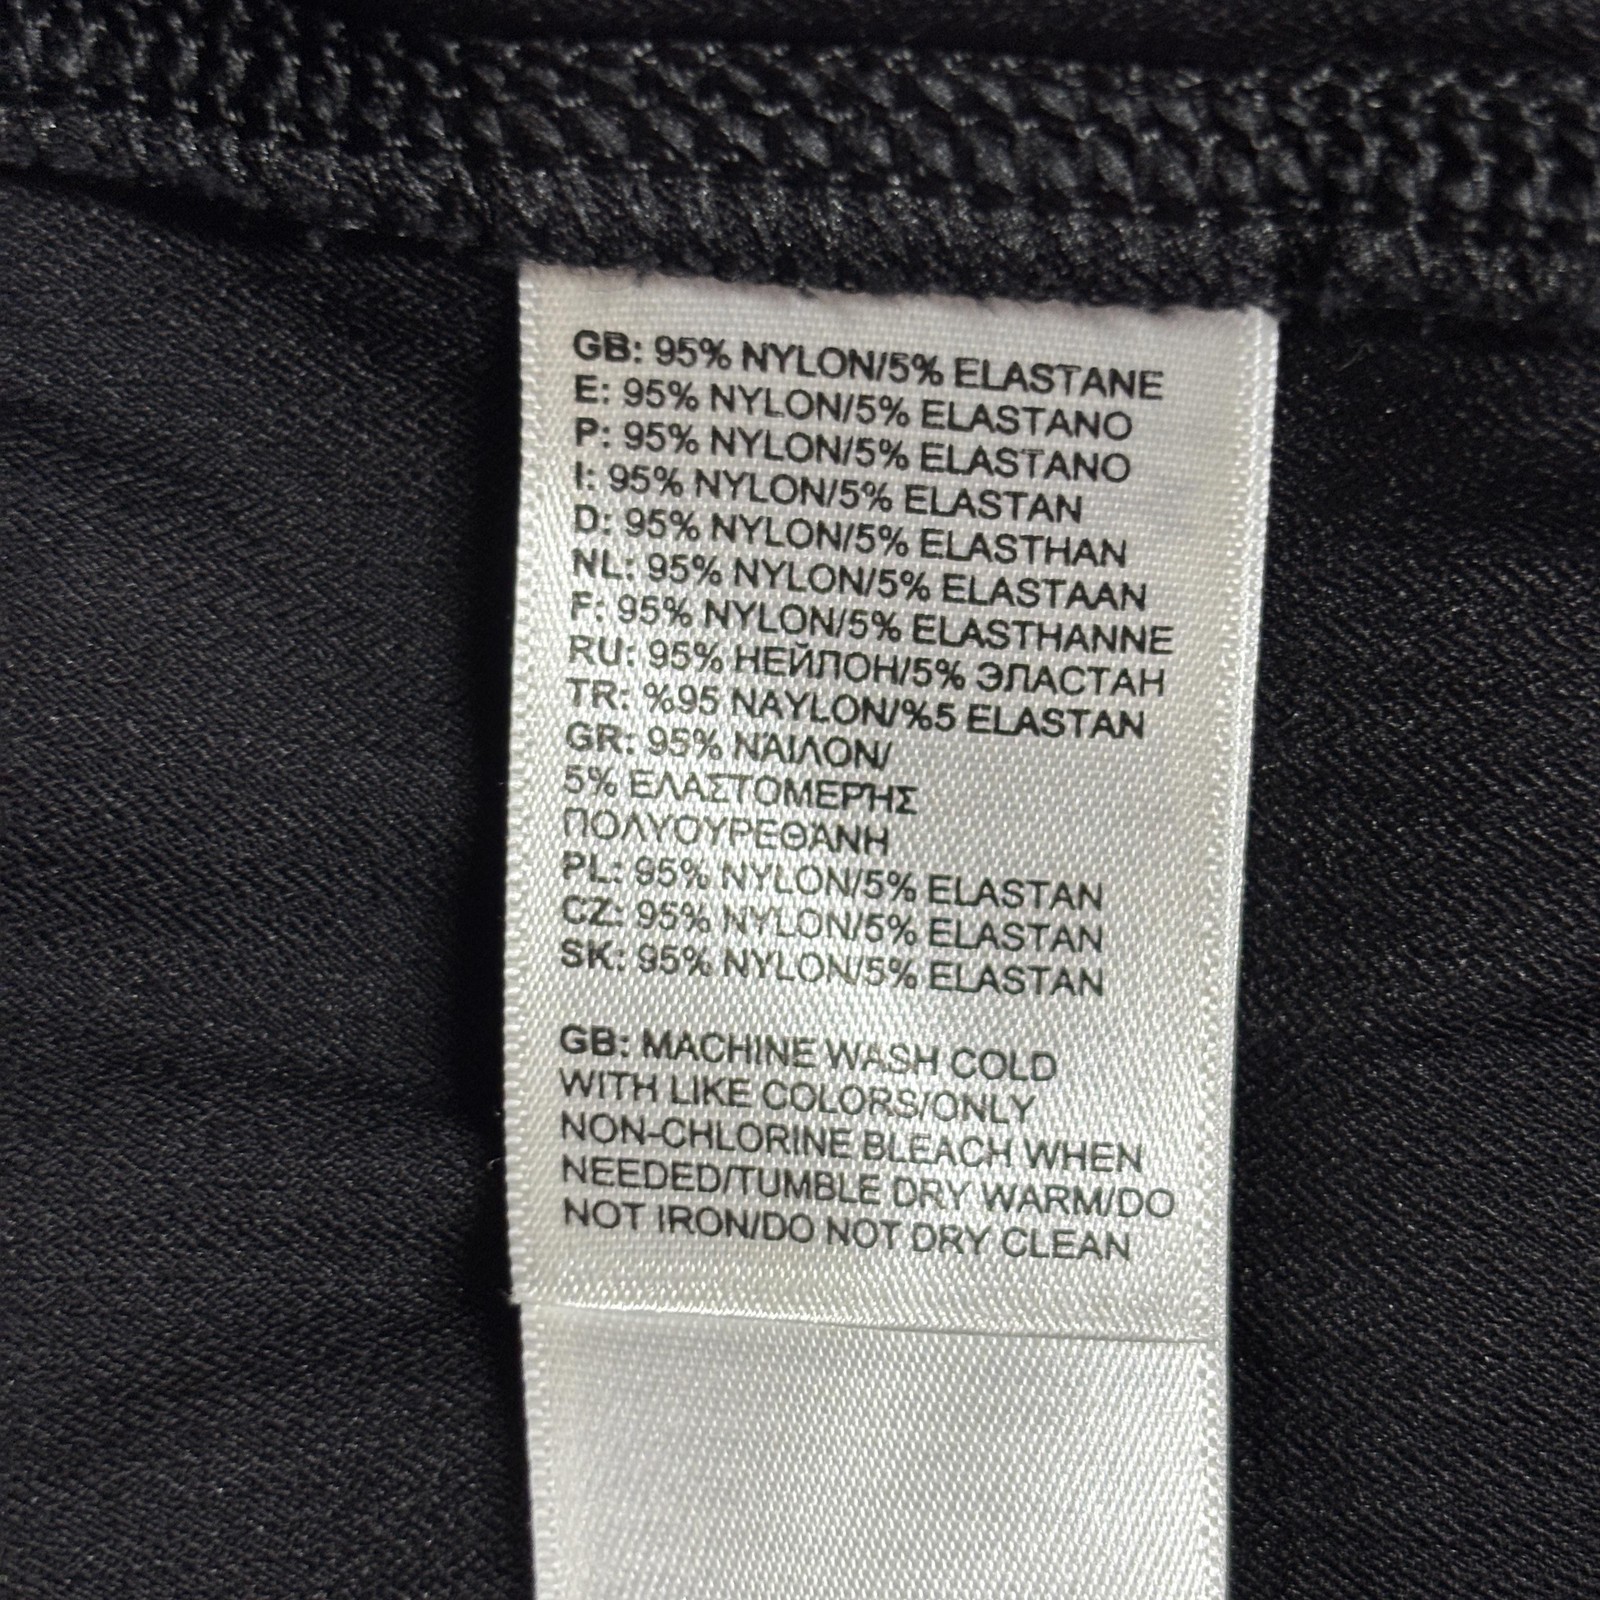 GB: 95% NYLON/5% ELASTANE
E: 95% NYLON/5% ELASTANO
P: 95% NYLON/5% ELASTANO
I: 95% NYLON/5% ELASTAN
D: 95% NYLON/5% ELASTHAN
NL: 95% NYLON/5% ELASTAAN
F: 95% NYLON/5% ELASTHANNE
RU: 95% НЕЙЛОН/5% ЭЛАСТАН
TR: %95 NAYLON/%5 ELASTAN
GR: 95% ΝΆΙΛΟΝ/
5% ΕΛΑΣΤΟΜΕΡΉΣ
ΠΟΛΥΟΥΡΕΘΆΝΗ
PL: 95% NYLON/5% ELASTAN
CZ: 95% NYLON/5% ELASTAN
SK: 95% NYLON/5% ELASTAN
GB: MACHINE WASH COLD
WITH LIKE COLORS/ONLY
NON-CHLORINE BLEACH WHEN
NEEDED/TUMBLE DRY WARM/DO
NOT IRON/DO NOT DRY CLEAN